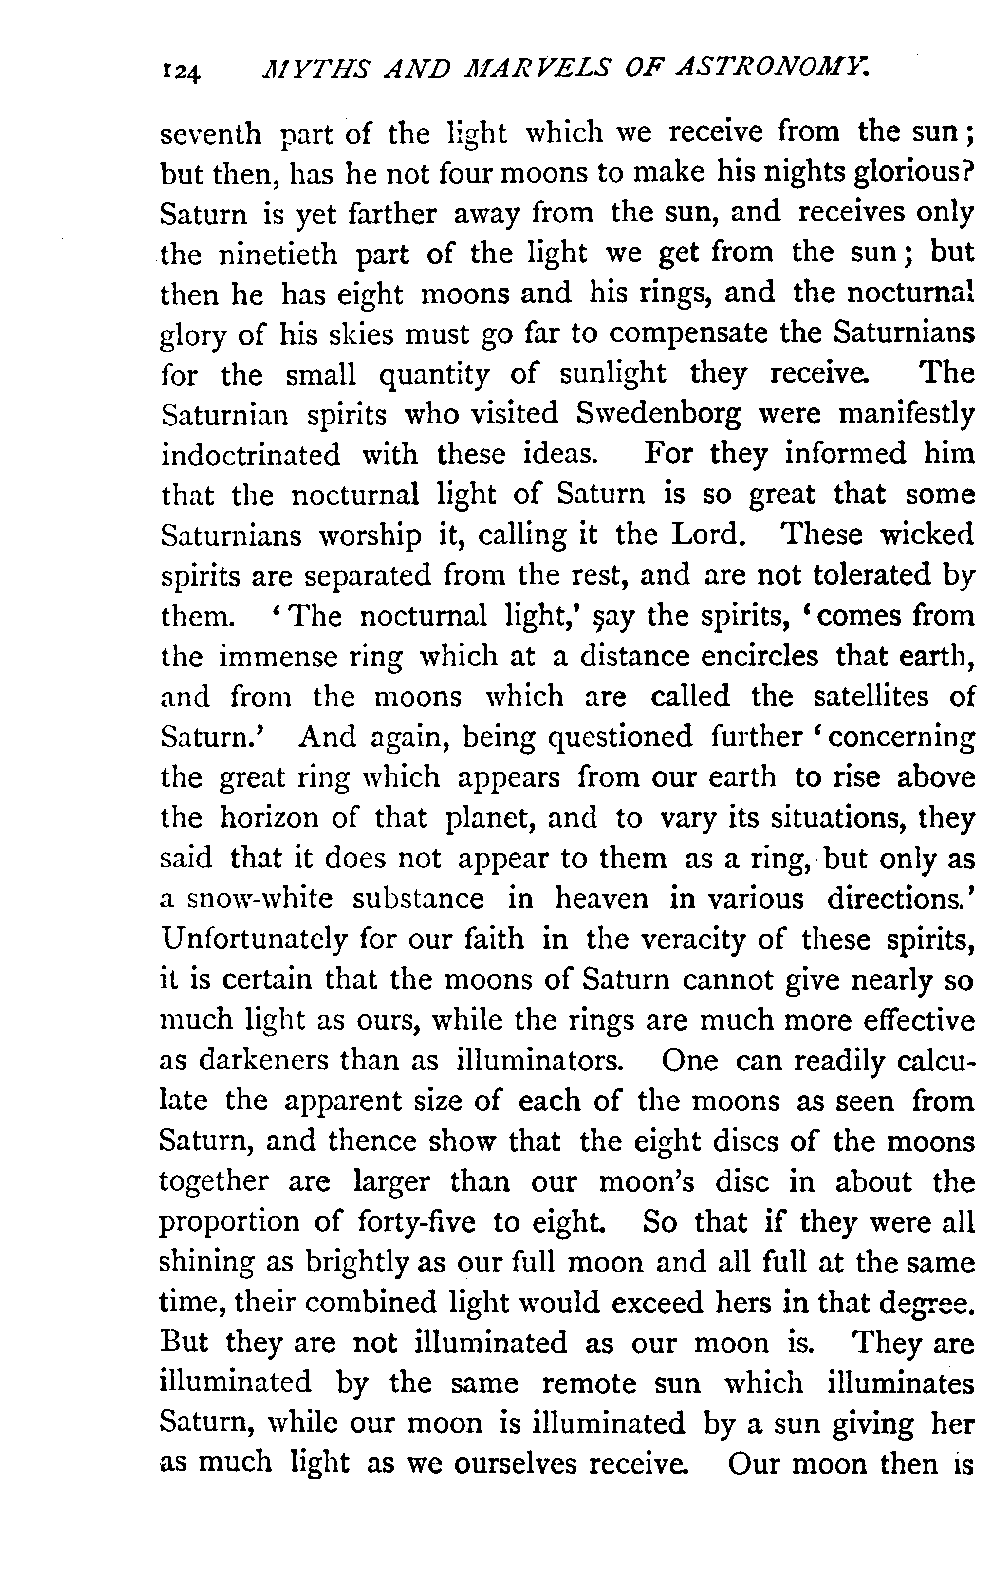 124 MYTHS AND MARVELS OF ASTRONOMY.
seventh part of the light which we receive from the sun;
but then, has he not four moons to make his nights glorious?
Saturn is yet farther away from the sun, and receives only
the ninetieth part of the light we get from the sun; but
then he has eight moons and his rings, and the nocturnal
glory of his skies must go far to compensate the Saturnians
for the small quantity of sunlight they receive. The
Saturnian spirits who visited Swedenborg were manifestly
indoctrinated with these ideas. For they informed him
that the nocturnal light of Saturn is so great that some
Saturnians worship it, calling it the Lord. These wicked
spirits are separated from the rest, and are not tolerated by
them. ‘The nocturnal light,’ say the spirits, ‘comes from
the immense ring which at a distance encircles that earth,
and from the moons which are called the satellites of
Saturn.’ And again, being questioned further ‘concerning
the great ring which appears from our earth to rise above
the horizon of that planet, and to vary its situations, they
said that it does not appear to them as a ring, but only as
a snow-white substance in heaven in various directions.’
Unfortunately for our faith in the veracity of these spirits,
it is certain that the moons of Saturn cannot give nearly so
much light as ours, while the rings are much more effective
as darkeners than as illuminators. One can readily calcu-
late the apparent size of each of the moons as seen from
Saturn, and thence show that the eight discs of the moons
together are larger than our moon's disc in about the
proportion of forty-five to eight. So that if they were all
shining as brightly as our full moon and all full at the same
time, their combined light would exceed hers in that degree.
But they are not illuminated as our moon is. They are
illuminated by the same remote sun which illuminates
Saturn, while our moon is illuminated by a sun giving her
as much light as we ourselves receive. Our moon then is